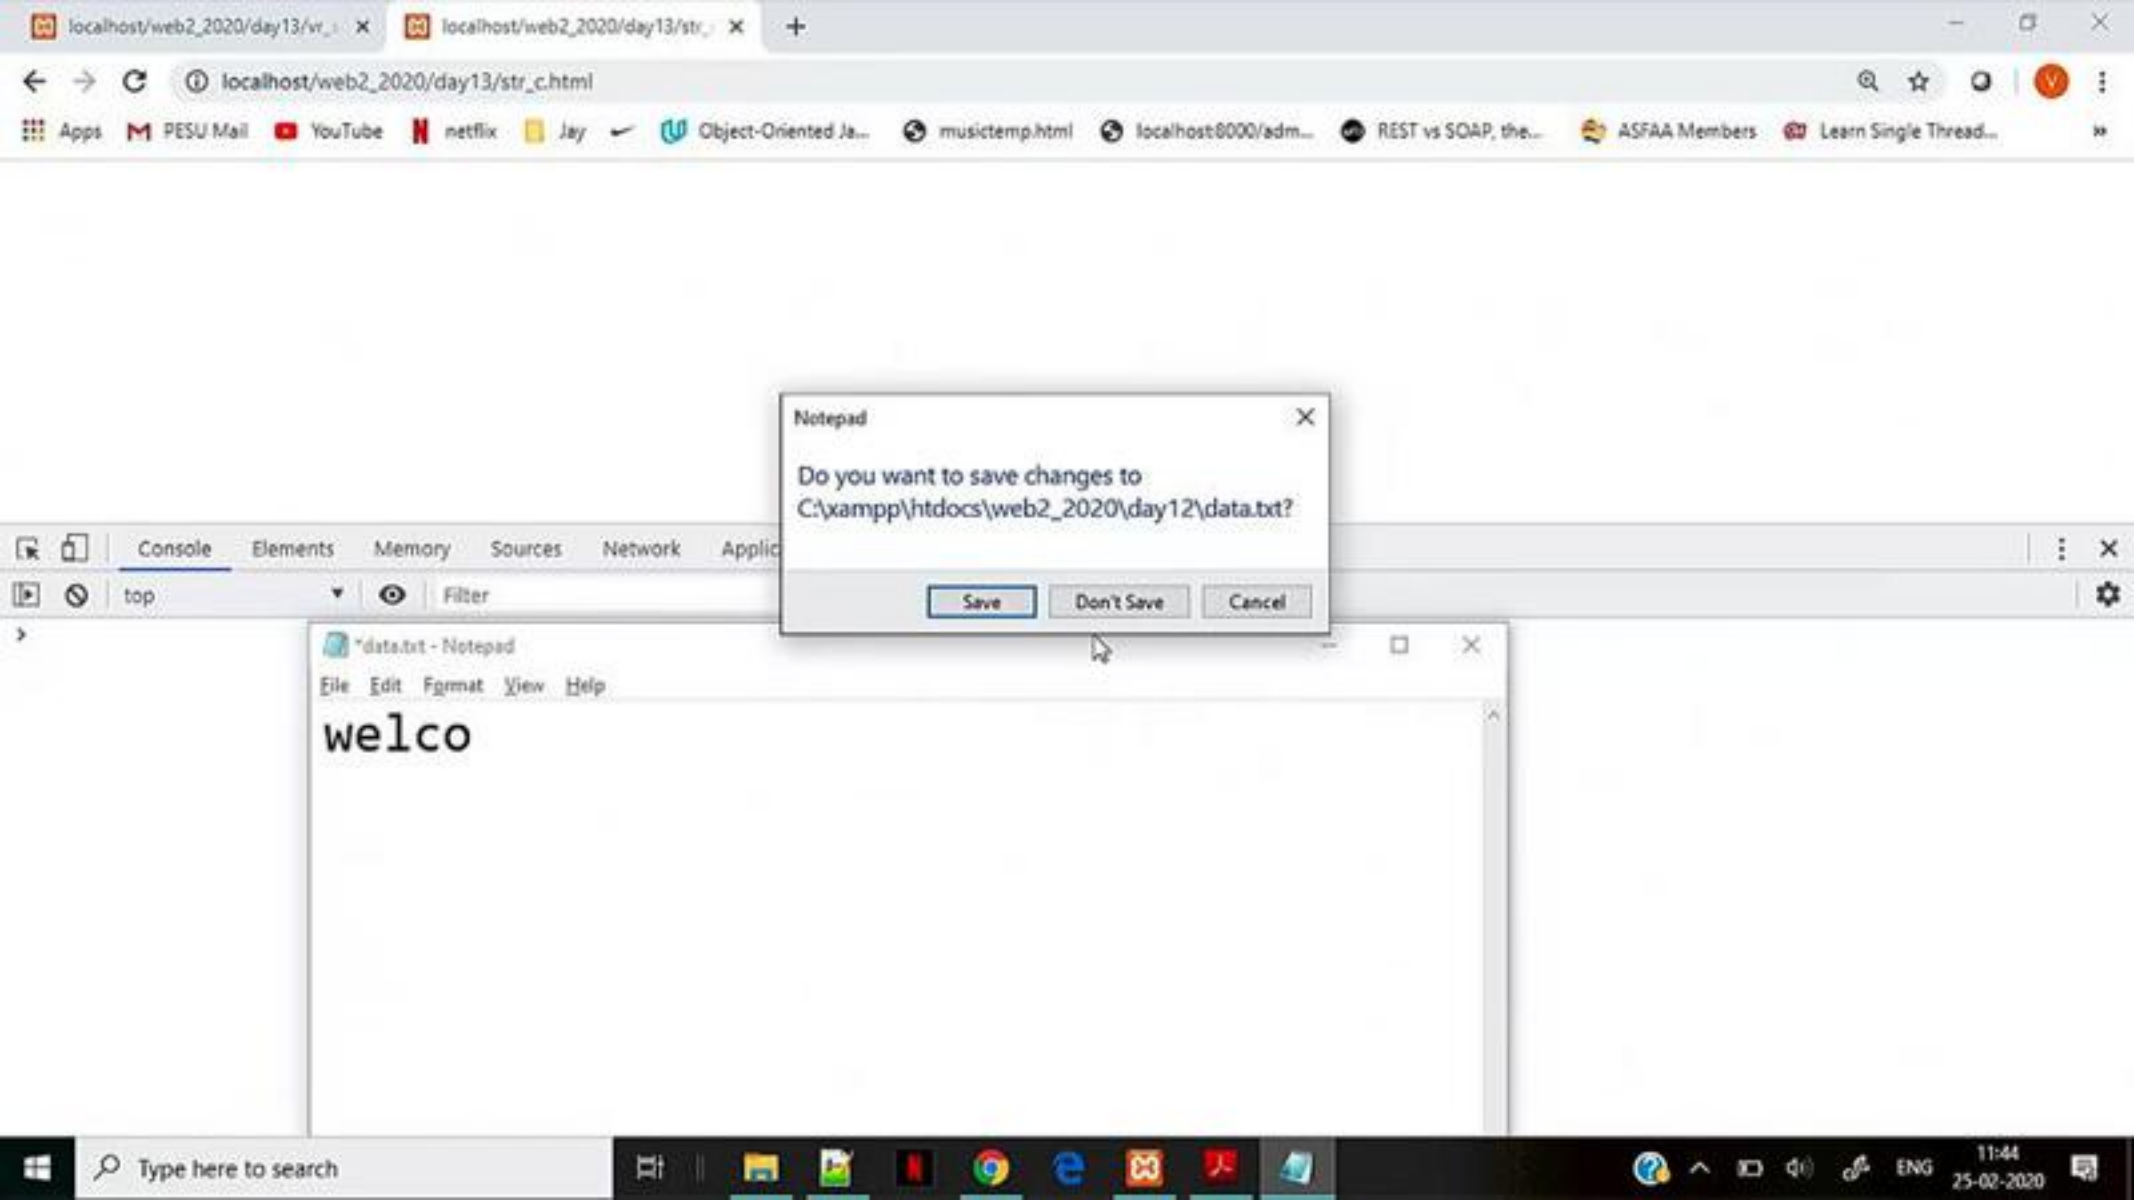 localhost/web2_2020/day13/vr_
localhost/web2_2020/day13/str_
localhost/web2_2020/day13/str_c.html
V
Apps PESU Mail YouTube netflix Jay Object-Oriented Ja... musictemp.html localhost:8000/adm... REST vs SOAP, the... ASFAA Members Learn Single Thread... »
Notepad
Do you want to save changes to
C:\xampp\htdocs\web2_2020\day12\data.txt?
Save Don't Save Cancel
Console Elements Memory Sources Network Applic
top Filter
*data.txt - Notepad
File Edit Format View Help
welco
Type here to search
ENG
11:44
25-02-2020